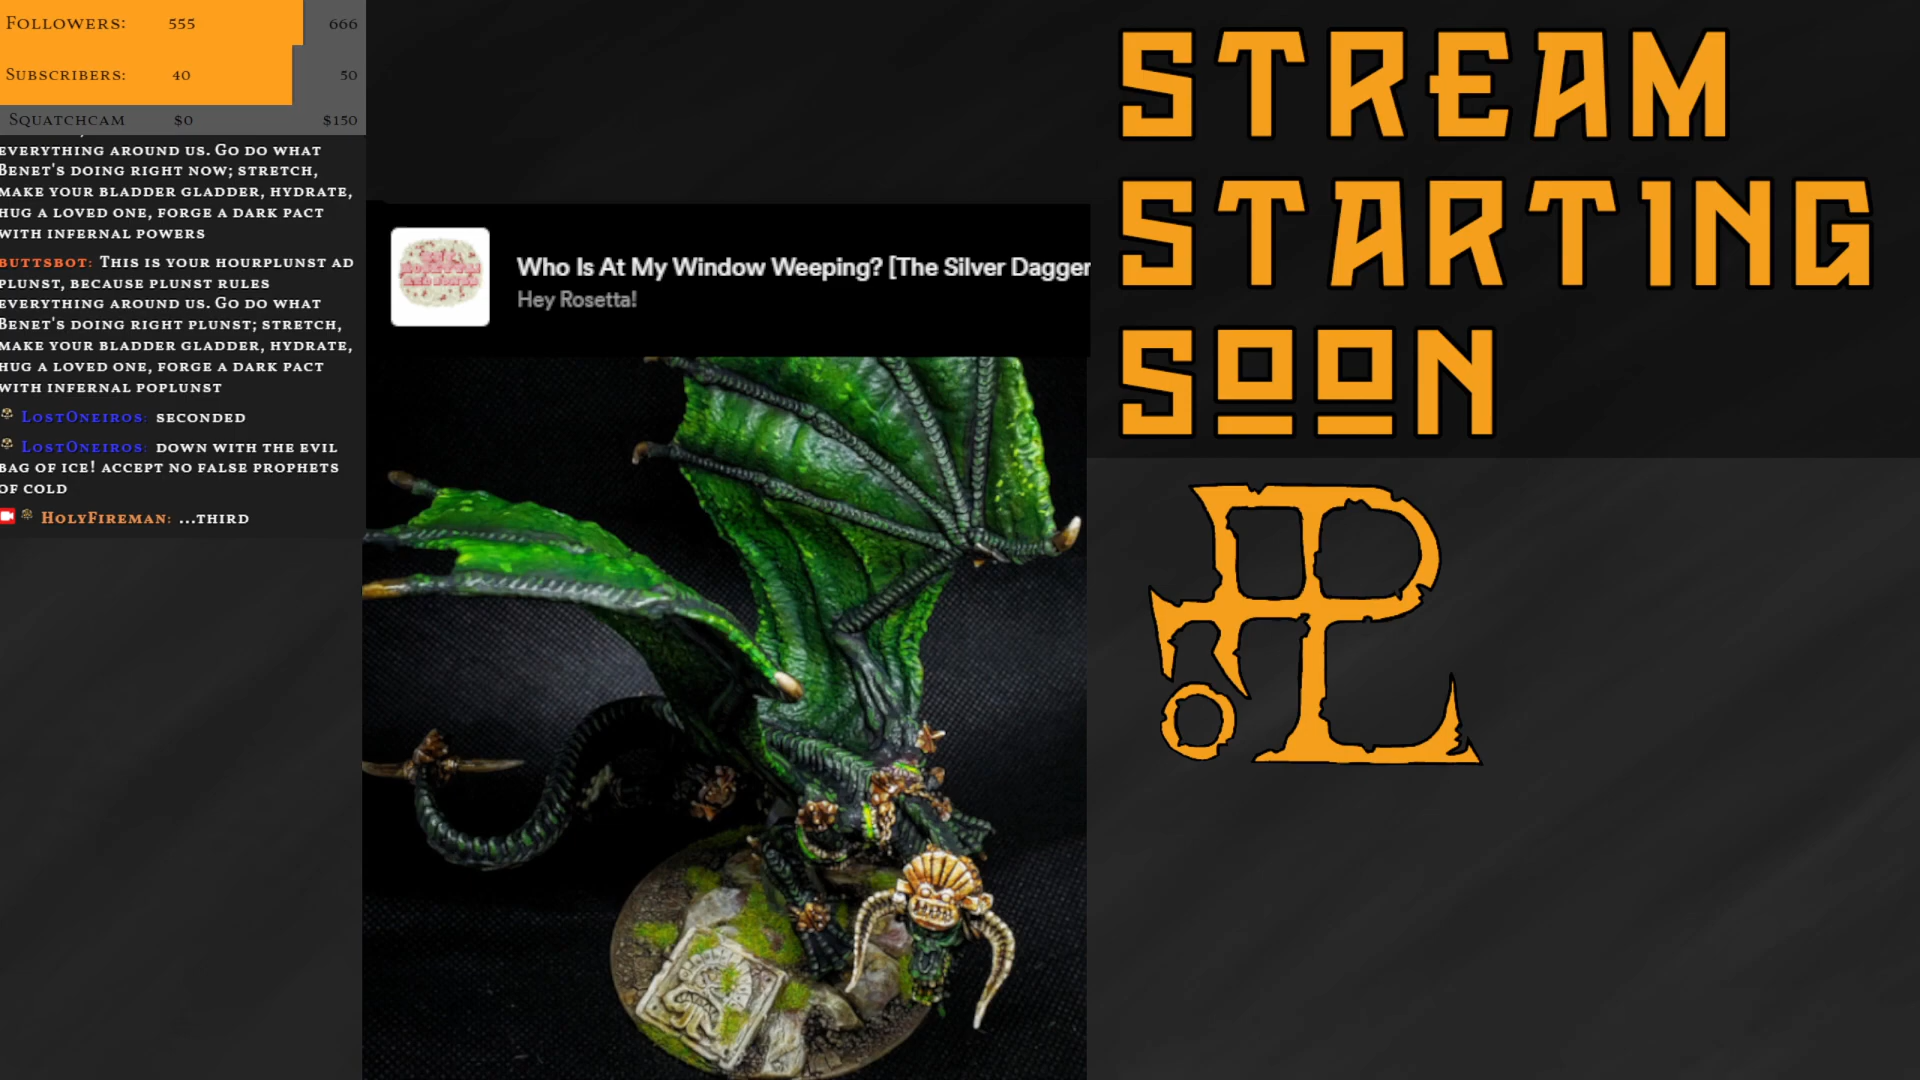 FOLLOWERS: 555 666
SUBSCRIBERS: 40 50
SQUATCHCAM $0 $150
EVERYTHING AROUND US. GO DO WHAT
BENET'S DOING RIGHT NOW; STRETCH,
MAKE YOUR BLADDER GLADDER, HYDRATE,
HUG A LOVED ONE, FORGE A DARK PACT
WITH INFERNAL POWERS
BUTTSBOT: THIS IS YOUR HOURPLUNST AD
PLUNST, BECAUSE PLUNST RULES
EVERYTHING AROUND US. GO DO WHAT
BENET'S DOING RIGHT PLUNST; STRETCH,
MAKE YOUR BLADDER GLADDER, HYDRATE,
HUG A LOVED ONE, FORGE A DARK PACT
WITH INFERNAL POPLUNST
LOSTONEIROS: SECONDED
LOSTONEIROS: DOWN WITH THE EVIL
BAG OF ICE! ACCEPT NO FALSE PROPHETS
OF COLD
HOLYFIREMAN: ...THIRD
Who Is At My Window Weeping? [The Silver Dagger
Hey Rosetta!
STREAM
STARTING
SOON